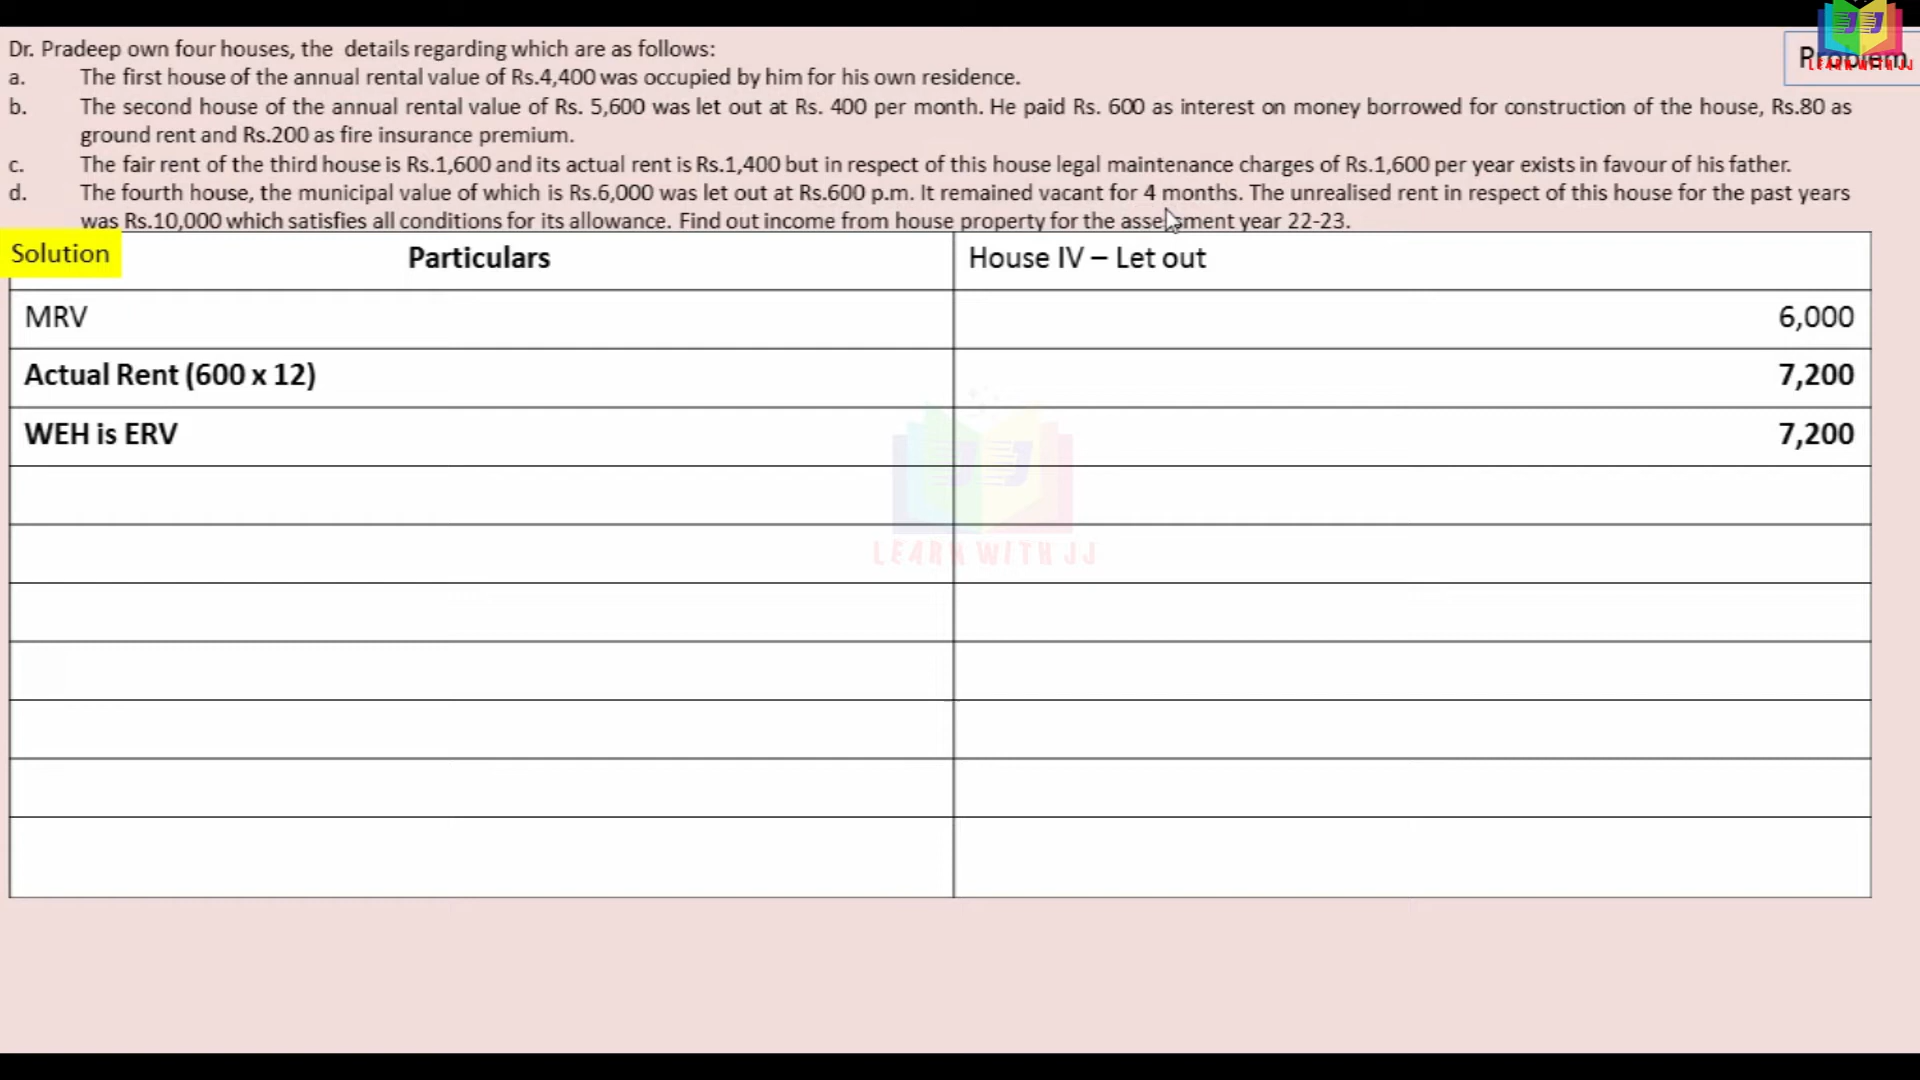 Dr. Pradeep own four houses, the details regarding which are as follows:
Problem
LEARN WITH JJ
a. The first house of the annual rental value of Rs.4,400 was occupied by him for his own residence.
b. The second house of the annual rental value of Rs. 5,600 was let out at Rs. 400 per month. He paid Rs. 600 as interest on money borrowed for construction of the house, Rs.80 as
ground rent and Rs.200 as fire insurance premium.
c. The fair rent of the third house is Rs.1,600 and its actual rent is Rs.1,400 but in respect of this house legal maintenance charges of Rs.1,600 per year exists in favour of his father.
d. The fourth house, the municipal value of which is Rs.6,000 was let out at Rs.600 p.m. It remained vacant for 4 months. The unrealised rent in respect of this house for the past years
was Rs.10,000 which satisfies all conditions for its allowance. Find out income from house property for the assessment year 22-23.
Solution
Particulars House IV – Let out
MRV 6,000
Actual Rent (600 x 12) 7,200
WEH is ERV 7,200
LEARN WITH JJ